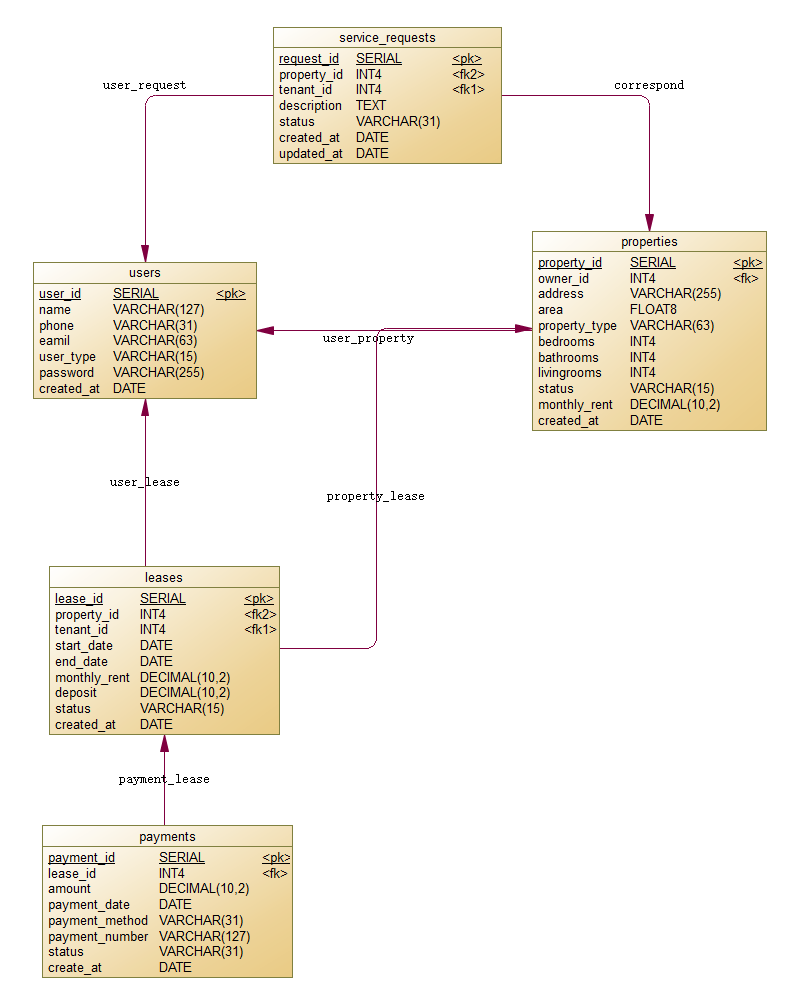 service_requests
request_id SERIAL <pk>
property_id INT4 <fk2>
tenant_id INT4 <fk1>
description TEXT
status VARCHAR(31)
created_at DATE
updated_at DATE
user_request
correspond
users
user_id SERIAL <pk>
name VARCHAR(127)
phone VARCHAR(31)
eamil VARCHAR(63)
user_type VARCHAR(15)
password VARCHAR(255)
created_at DATE
properties
property_id SERIAL <pk>
owner_id INT4 <fk>
address VARCHAR(255)
area FLOAT8
property_type VARCHAR(63)
bedrooms INT4
bathrooms INT4
livingrooms INT4
status VARCHAR(15)
monthly_rent DECIMAL(10,2)
created_at DATE
user_property
user_lease
property_lease
leases
lease_id SERIAL <pk>
property_id INT4 <fk2>
tenant_id INT4 <fk1>
start_date DATE
end_date DATE
monthly_rent DECIMAL(10,2)
deposit DECIMAL(10,2)
status VARCHAR(15)
created_at DATE
payment_lease
payments
payment_id SERIAL <pk>
lease_id INT4 <fk>
amount DECIMAL(10,2)
payment_date DATE
payment_method VARCHAR(31)
payment_number VARCHAR(127)
status VARCHAR(31)
create_at DATE